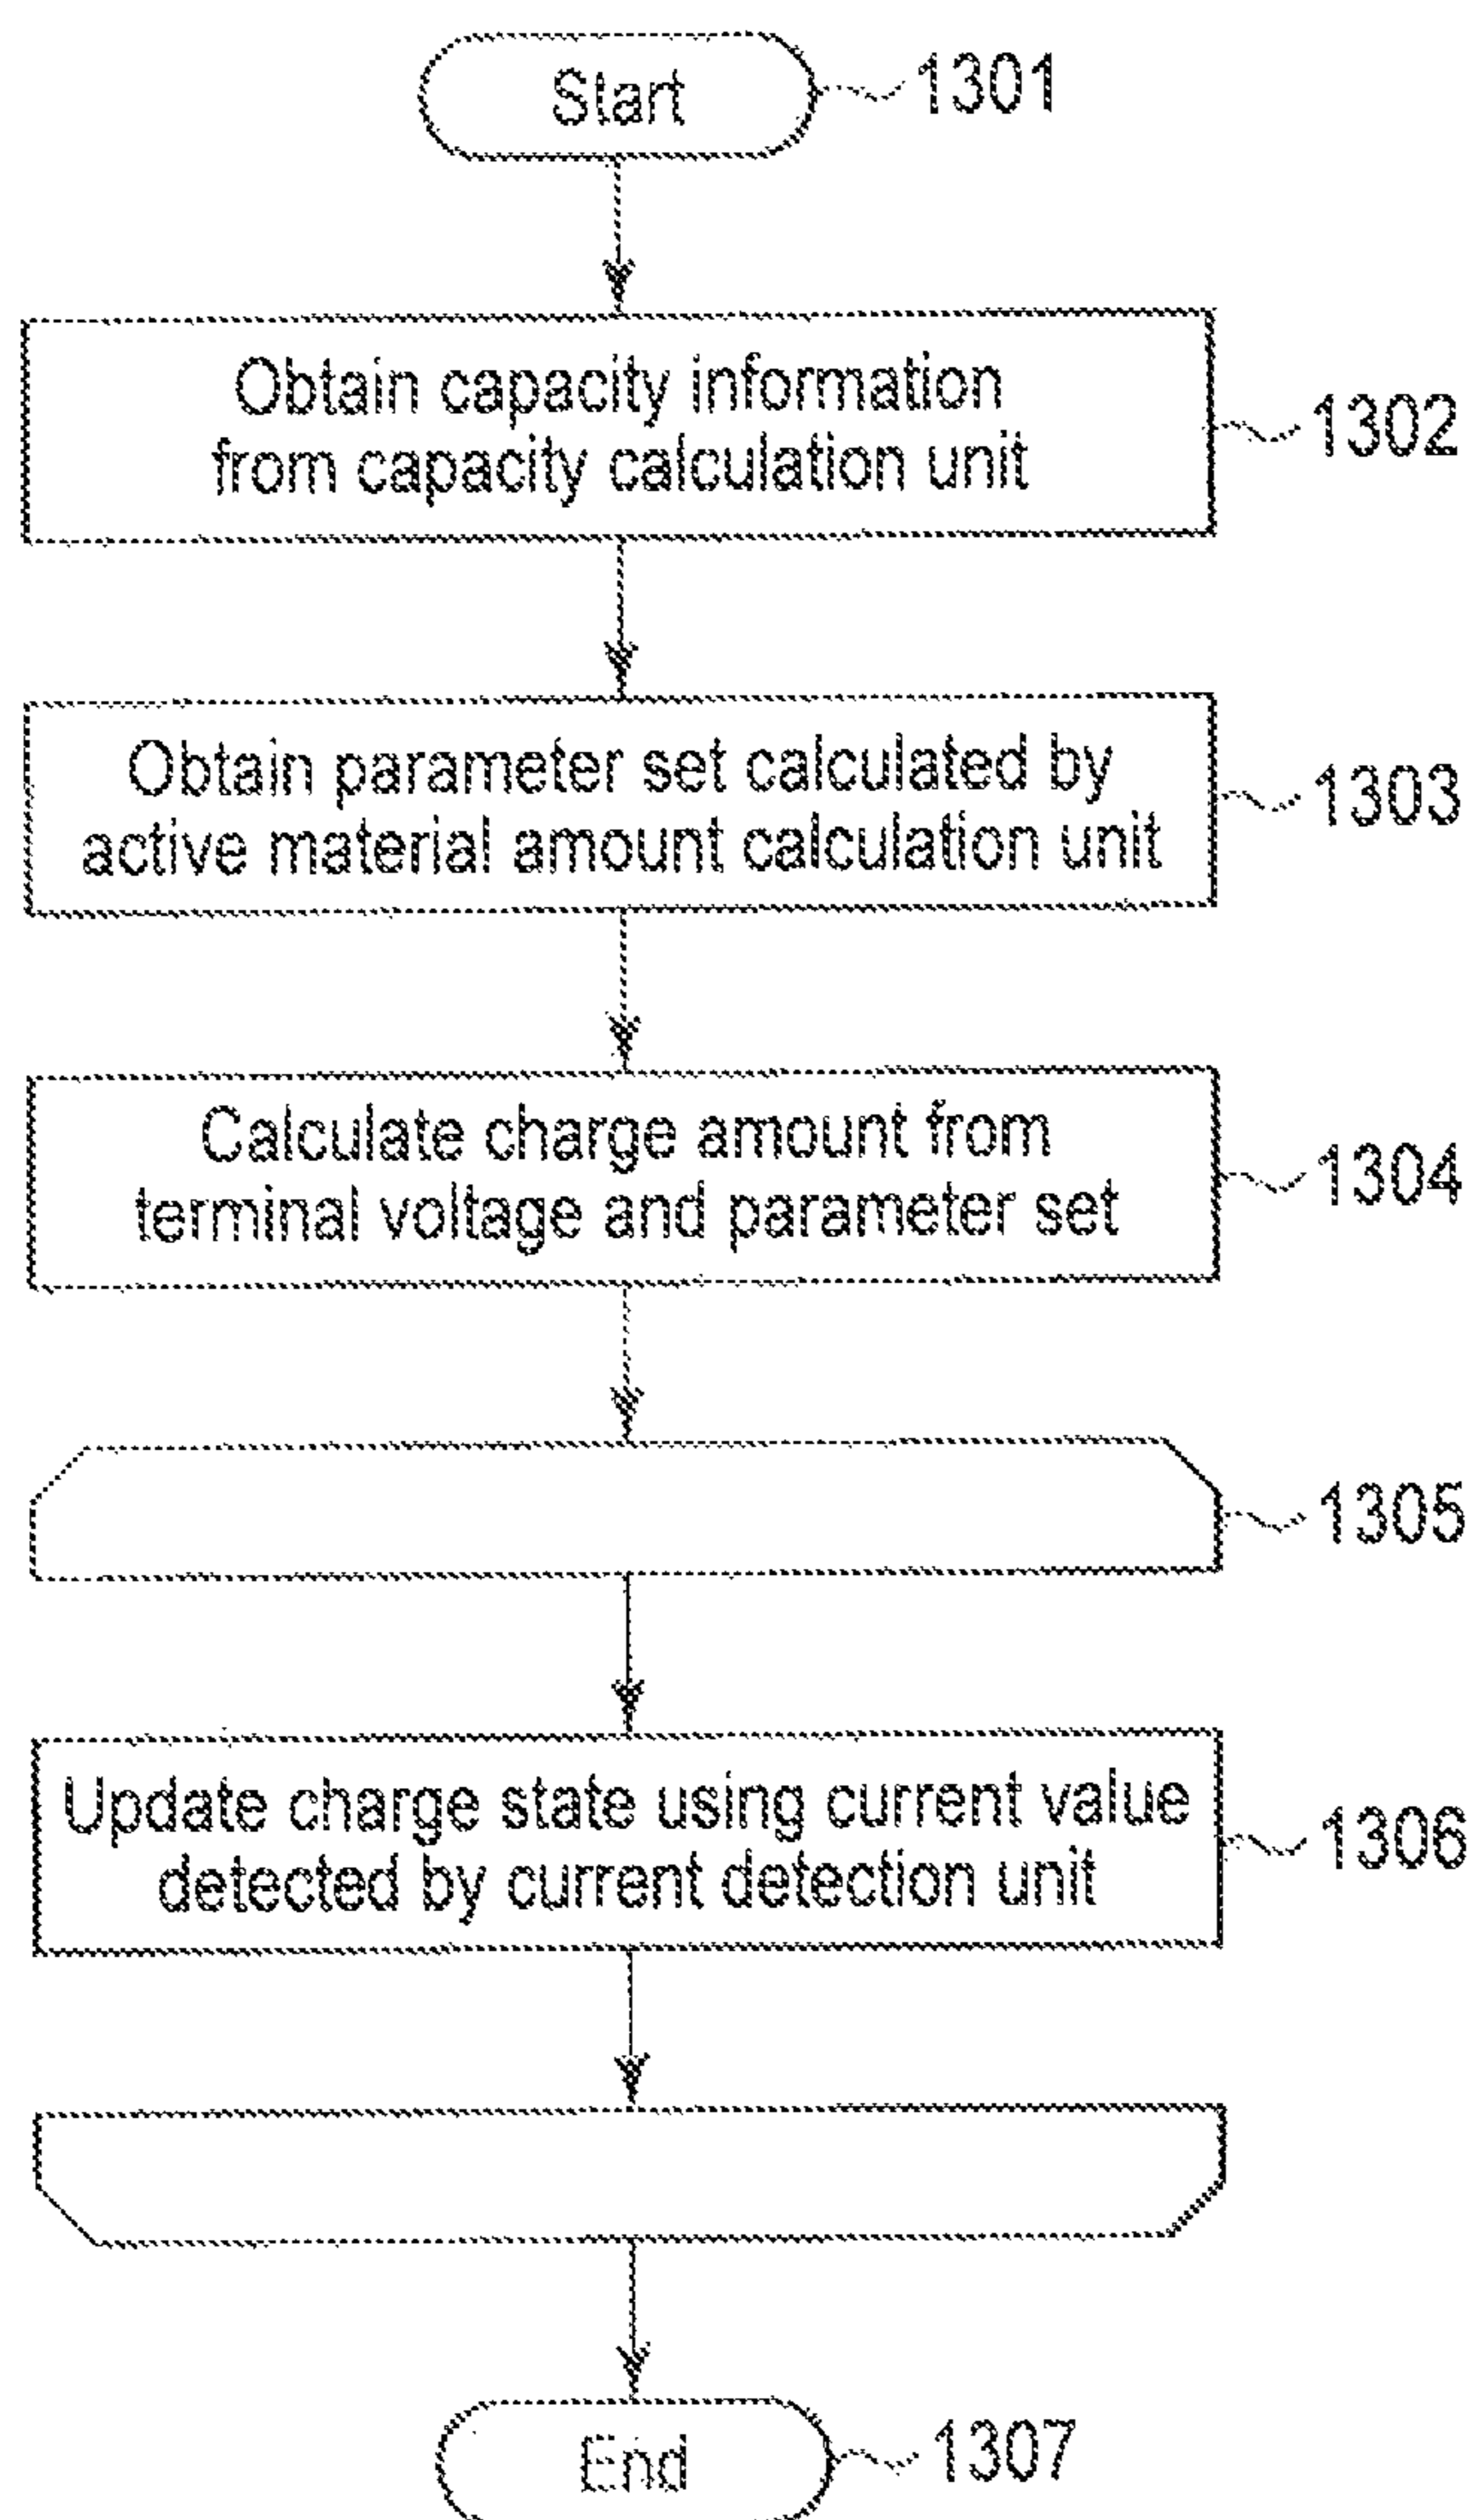 Start
1301
Obtain capacity information
from capacity calculation unit
1302
Obtain parameter set calculated by
active material amount calculation unit
1303
Calculate charge amount from
terminal voltage and parameter set
1304
1305
Update charge state using current value
detected by current detection unit
1306
End
1307